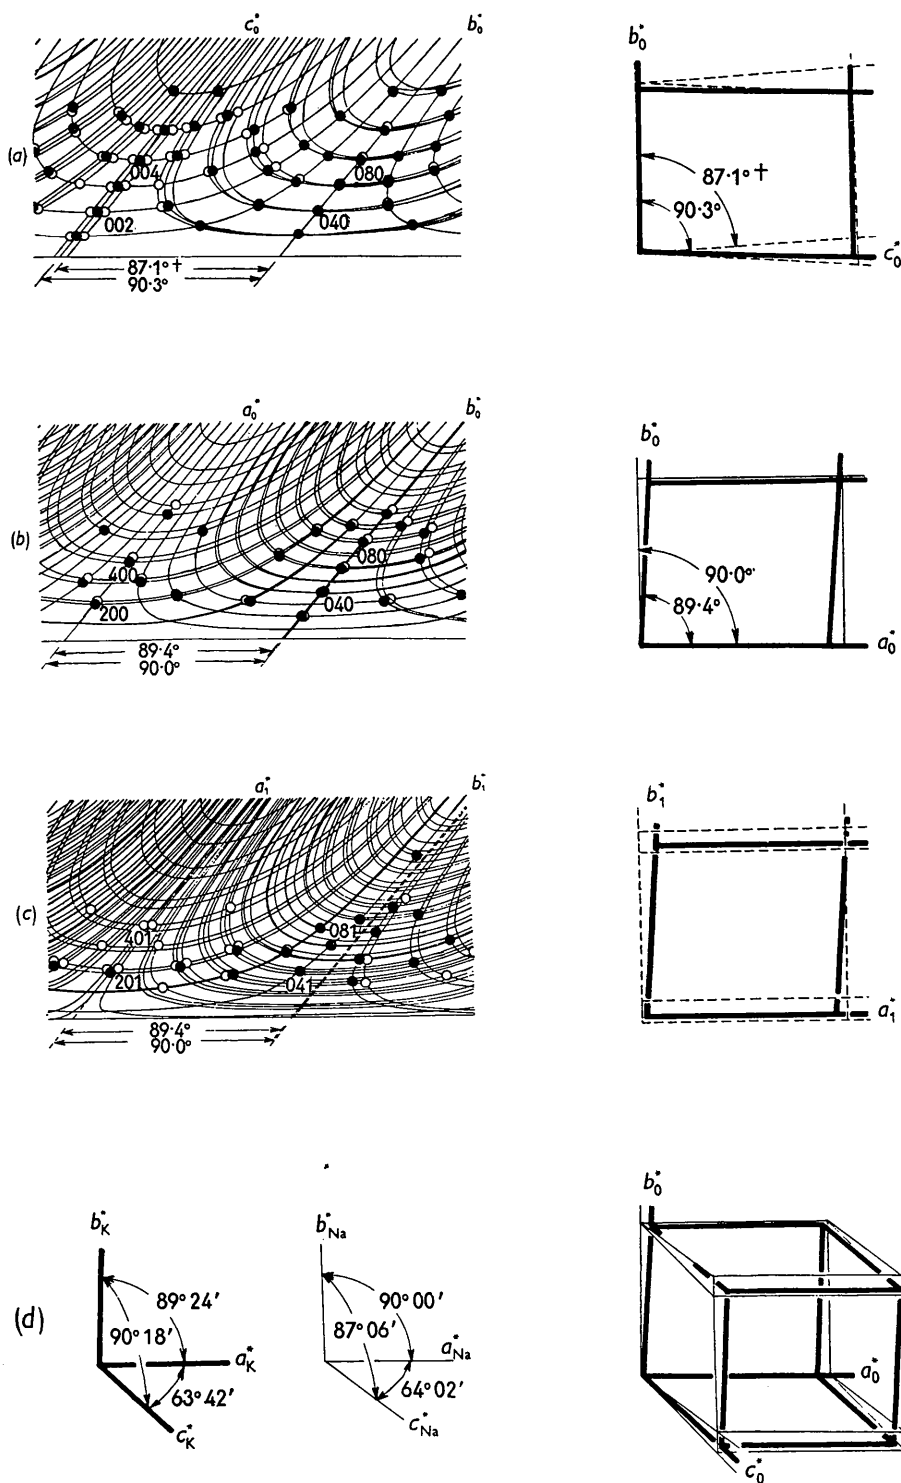 c₀* b₀*
(a)
004 080
002 040
87·1° †
90·3°
b₀*
87·1° †
90·3°
c₀*
a₀* b₀*
(b)
080
400
040
200
89·4°
90·0°
b₀*
90·0°
89·4°
a₀*
a₁* b₁*
(c)
081
401
201 041
89·4°
90·0°
b₁*
a₁*
(d)
b*K
89° 24'
90° 18'
a*K
63° 42'
c*K
b*Na
90° 00'
87° 06'
a*Na
64° 02'
c*Na
b₀*
a₀*
c₀*